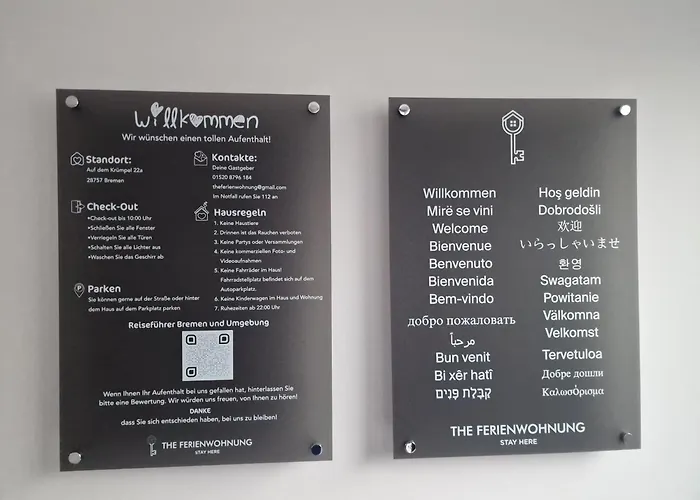 Willkommen
Wir wünschen einen tollen Aufenthalt!
Standort:
Auf dem Krümpel 22a
28757 Bremen
Kontakte:
Deine Gastgeber
01520 8796 184
theferienwohnung@gmail.com
Im Notfall rufen Sie 112 an
Check-Out
•Check-out bis 10:00 Uhr
•Schließen Sie alle Fenster
•Verriegeln Sie alle Türen
•Schalten Sie alle Lichter aus
•Waschen Sie das Geschirr ab
Hausregeln
1. Keine Haustiere
2. Drinnen ist das Rauchen verboten
3. Keine Partys oder Versammlungen
4. Keine kommerziellen Foto- und
Videoaufnahmen
5. Keine Fahrräder im Haus!
Fahrradstellplatz befindet sich auf dem
Autoparkplatz.
6. Keine Kinderwagen im Haus und Wohnung
7. Ruhezeiten ab 22:00 Uhr
Parken
Sie können gerne auf der Straße oder hinter
dem Haus auf dem Parkplatz parken
Reiseführer Bremen und Umgebung
Wenn Ihnen Ihr Aufenthalt bei uns gefallen hat, hinterlassen Sie
bitte eine Bewertung. Wir würden uns freuen, von Ihnen zu hören!
DANKE
dass Sie sich entschieden haben, bei uns zu bleiben!
THE FERIENWOHNUNG
STAY HERE
Willkommen
Mirë se vini
Welcome
Bienvenue
Benvenuto
Bienvenida
Bem-vindo
добро пожаловать
مرحباً
Bun venit
Bi xêr hatî
קַבָּלַת פָּנִים
Hoş geldin
Dobrodošli
欢迎
いらっしゃいませ
환영
Swagatam
Powitanie
Välkomna
Velkomst
Tervetuloa
Добре дошли
Καλωσόρισμα
THE FERIENWOHNUNG
STAY HERE